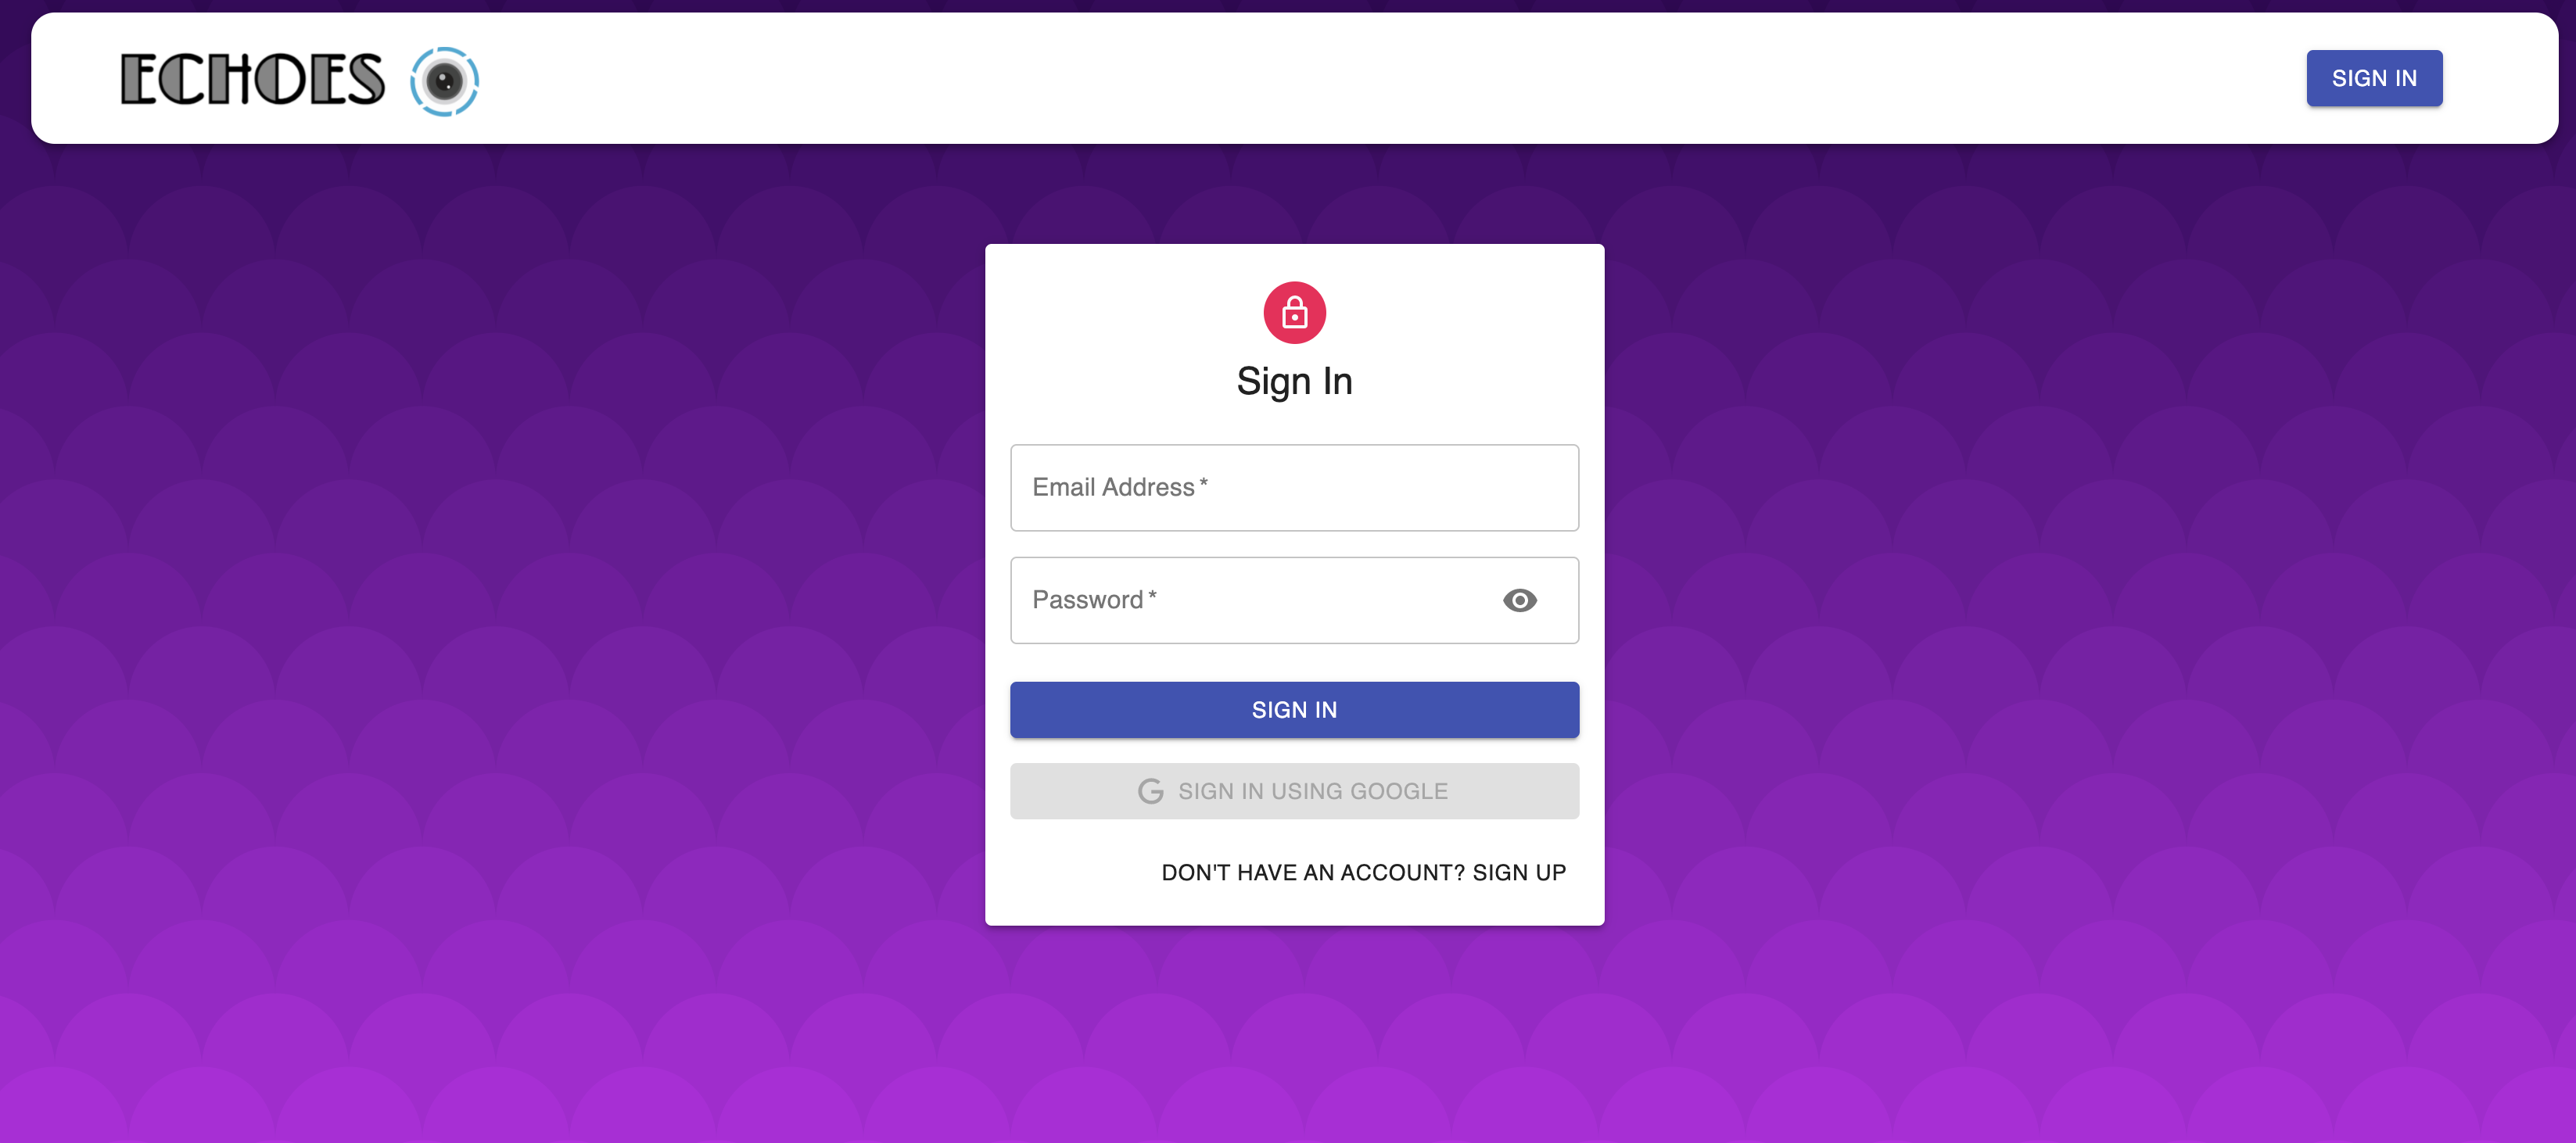 ECHOES
SIGN IN
Sign In
Email Address *
Password *
SIGN IN
SIGN IN USING GOOGLE
DON'T HAVE AN ACCOUNT? SIGN UP